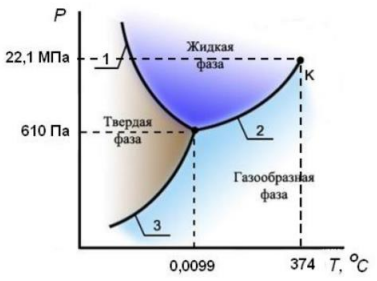 P
1
Жидкая
фаза
22,1 МПа
K
Твердая
фаза
610 Па
2
Газообразная
фаза
3
0,0099
374
T, °C